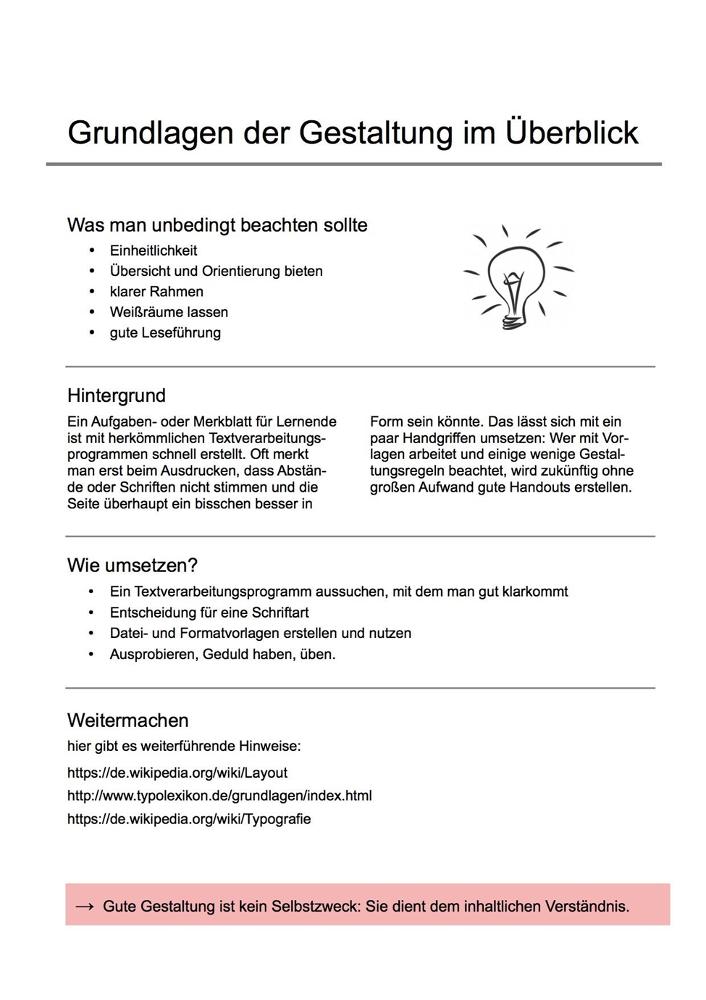 Grundlagen der Gestaltung im Überblick
Was man unbedingt beachten sollte
• Einheitlichkeit
• Übersicht und Orientierung bieten
• klarer Rahmen
• Weißräume lassen
• gute Leseführung
Hintergrund
Ein Aufgaben- oder Merkblatt für Lernende
ist mit herkömmlichen Textverarbeitungs-
programmen schnell erstellt. Oft merkt
man erst beim Ausdrucken, dass Abstän-
de oder Schriften nicht stimmen und die
Seite überhaupt ein bisschen besser in
Form sein könnte. Das lässt sich mit ein
paar Handgriffen umsetzen: Wer mit Vor-
lagen arbeitet und einige wenige Gestal-
tungsregeln beachtet, wird zukünftig ohne
großen Aufwand gute Handouts erstellen.
Wie umsetzen?
• Ein Textverarbeitungsprogramm aussuchen, mit dem man gut klarkommt
• Entscheidung für eine Schriftart
• Datei- und Formatvorlagen erstellen und nutzen
• Ausprobieren, Geduld haben, üben.
Weitermachen
hier gibt es weiterführende Hinweise:
https://de.wikipedia.org/wiki/Layout
http://www.typolexikon.de/grundlagen/index.html
https://de.wikipedia.org/wiki/Typografie
→ Gute Gestaltung ist kein Selbstzweck: Sie dient dem inhaltlichen Verständnis.